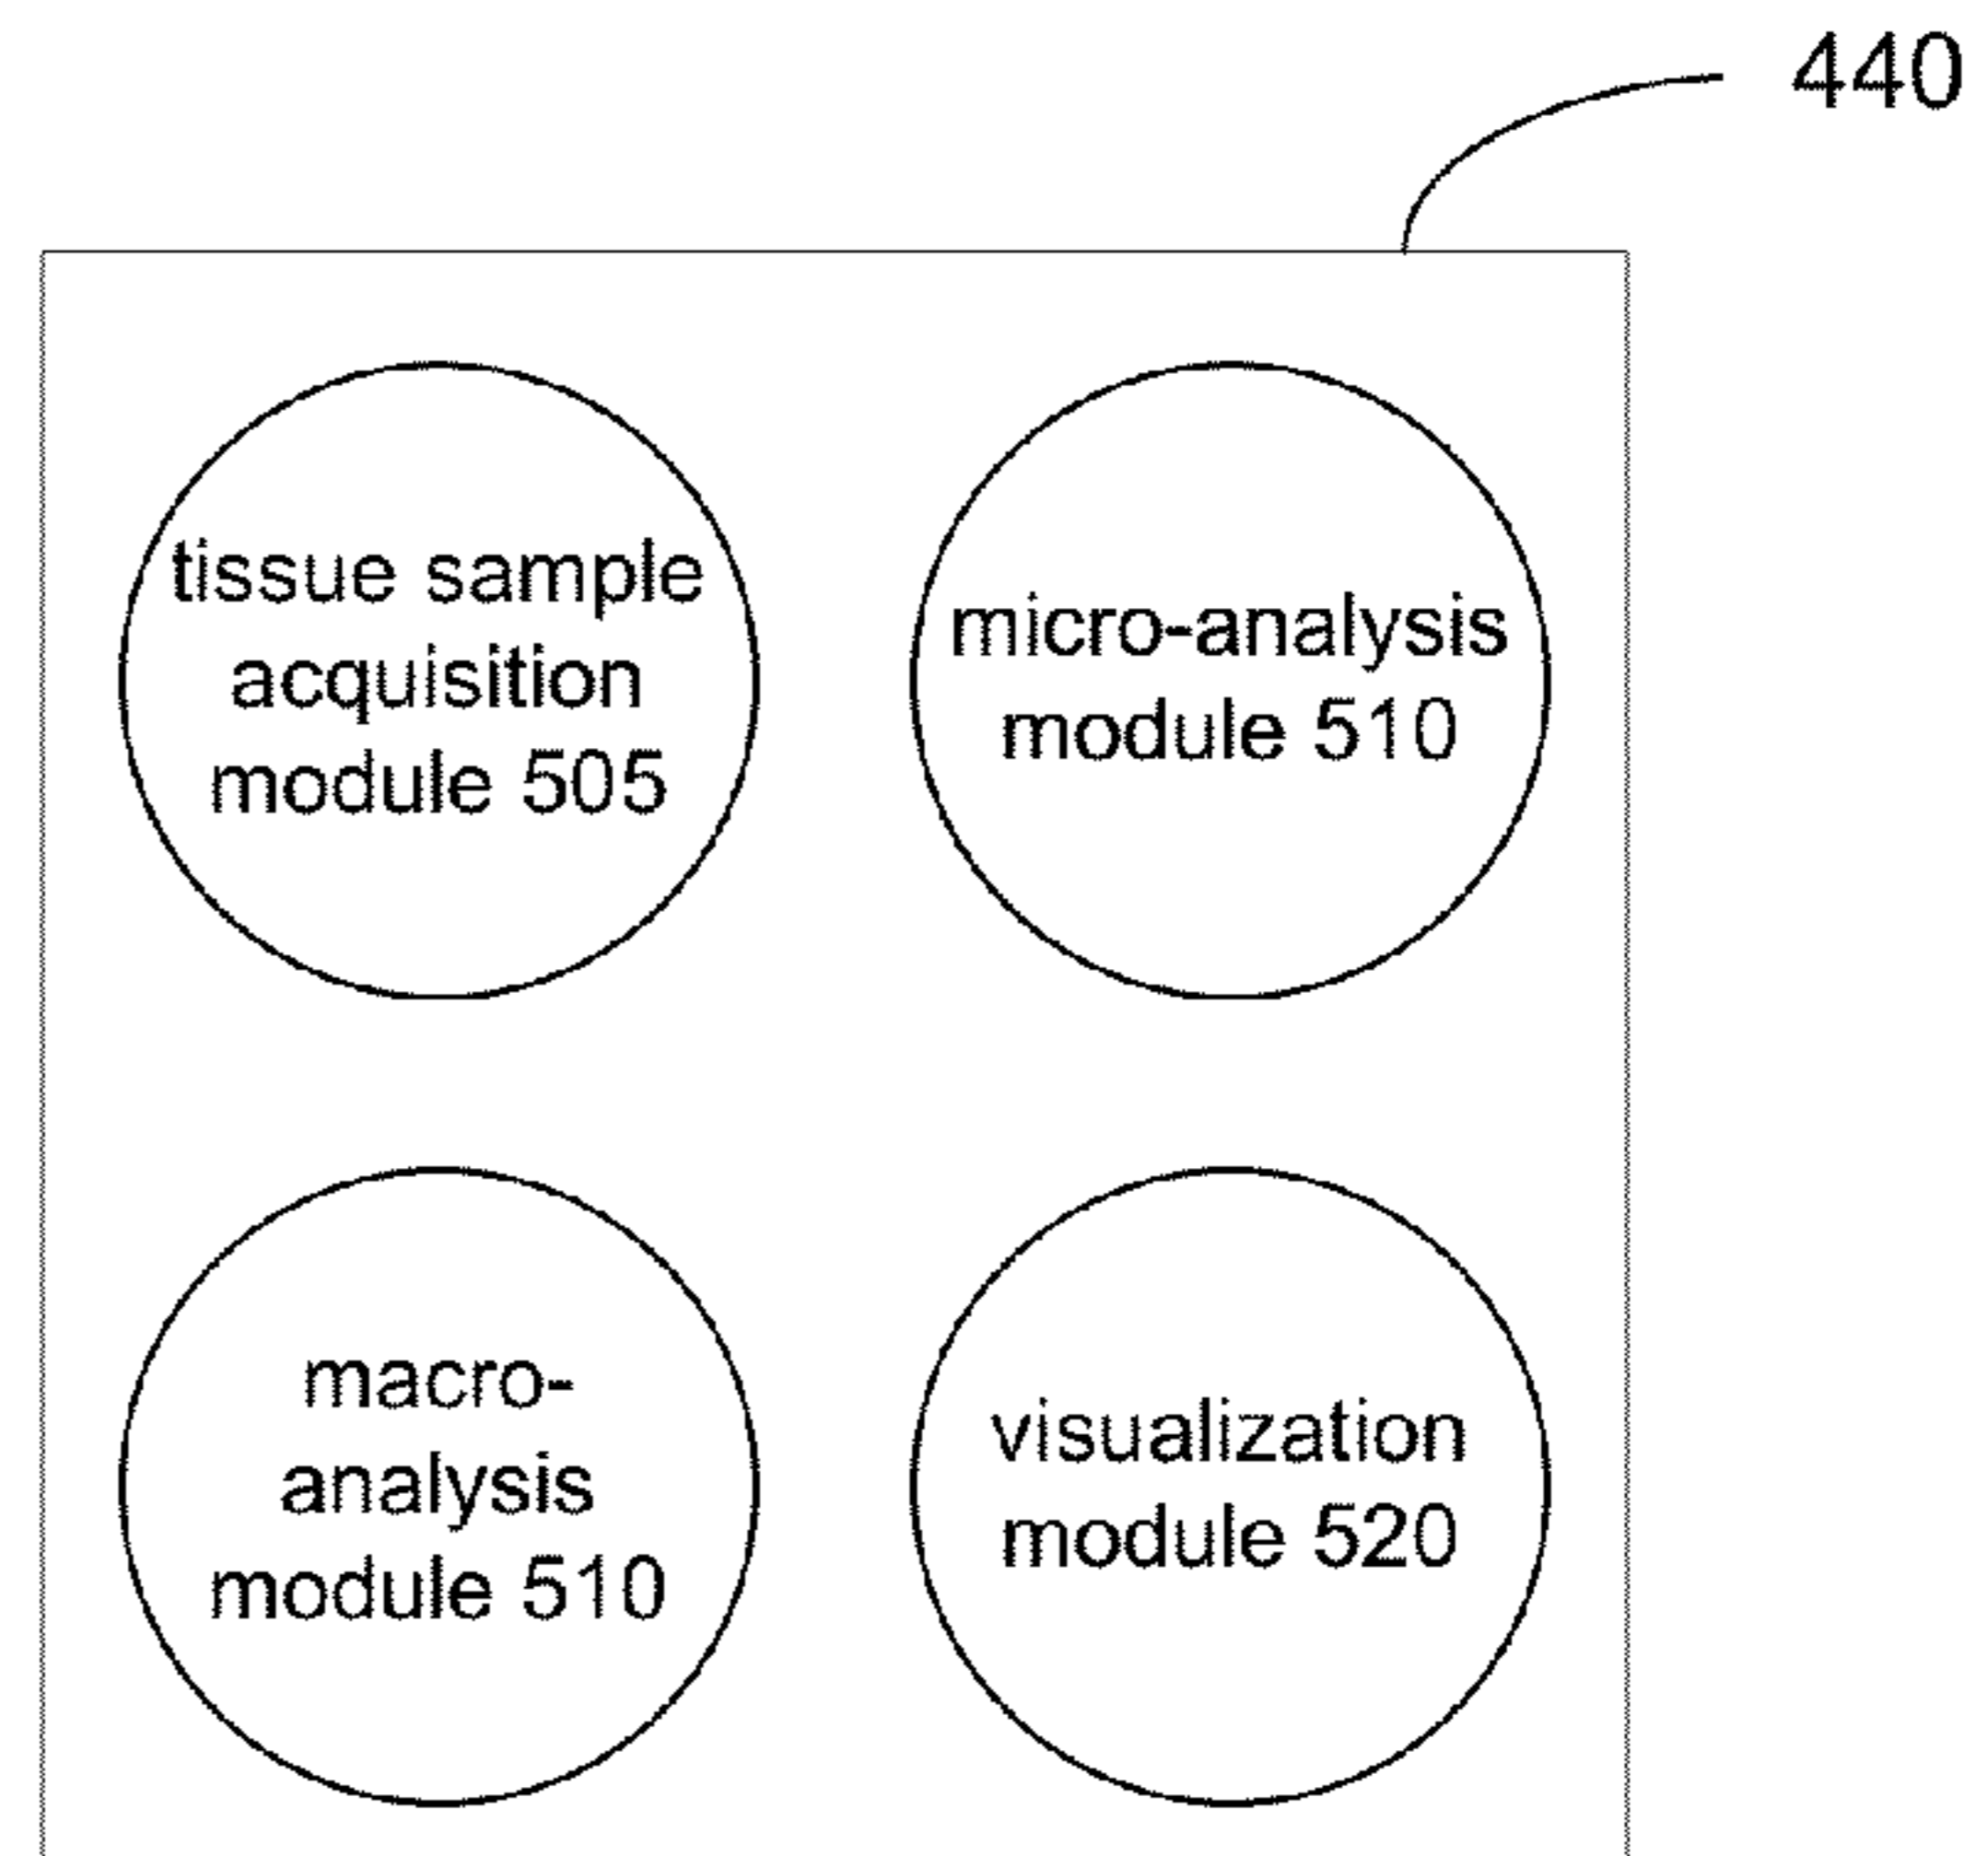 440
tissue sample
acquisition
module 505
micro-analysis
module 510
macro-
analysis
module 510
visualization
module 520